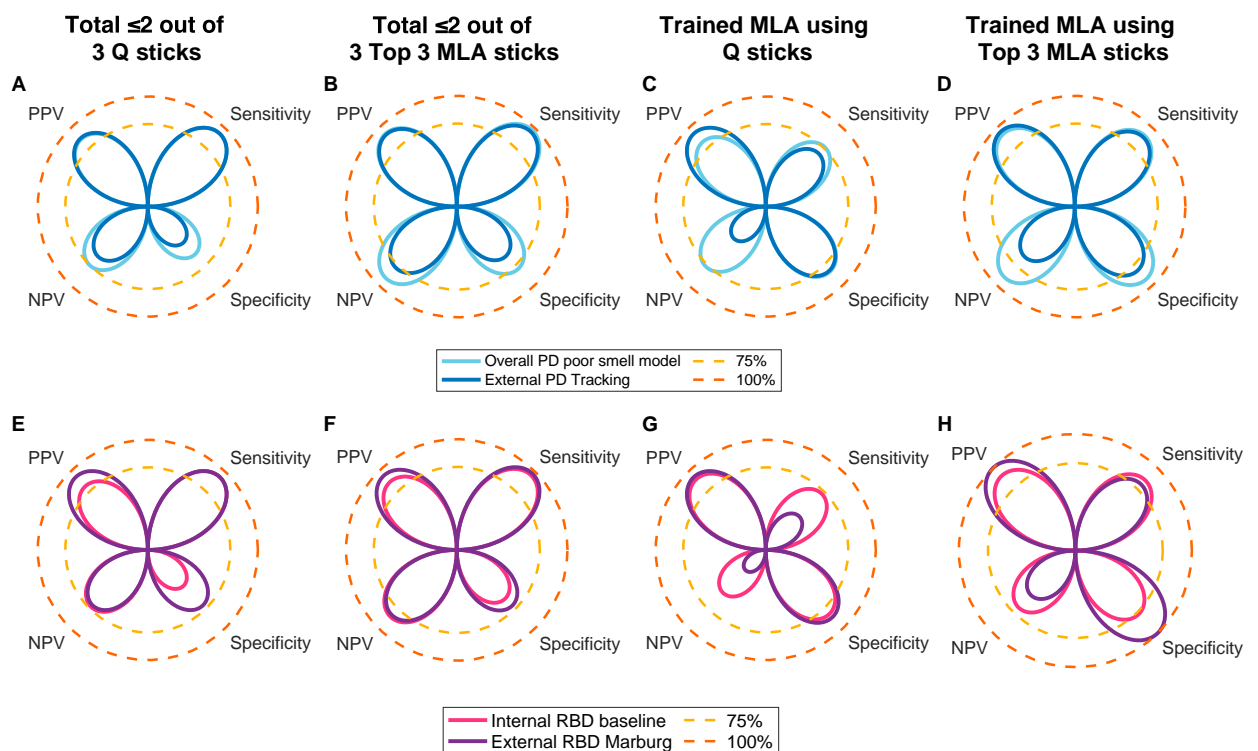 Total ≤2 out of
3 Q sticks
Total ≤2 out of
3 Top 3 MLA sticks
Trained MLA using
Q sticks
Trained MLA using
Top 3 MLA sticks
A
PPV
Sensitivity
NPV
Specificity
B
PPV
Sensitivity
NPV
Specificity
C
PPV
Sensitivity
NPV
Specificity
D
PPV
Sensitivity
NPV
Specificity
Overall PD poor smell model
75%
External PD Tracking
100%
E
PPV
Sensitivity
NPV
Specificity
F
PPV
Sensitivity
NPV
Specificity
G
PPV
Sensitivity
NPV
Specificity
H
PPV
Sensitivity
NPV
Specificity
Internal RBD baseline
75%
External RBD Marburg
100%